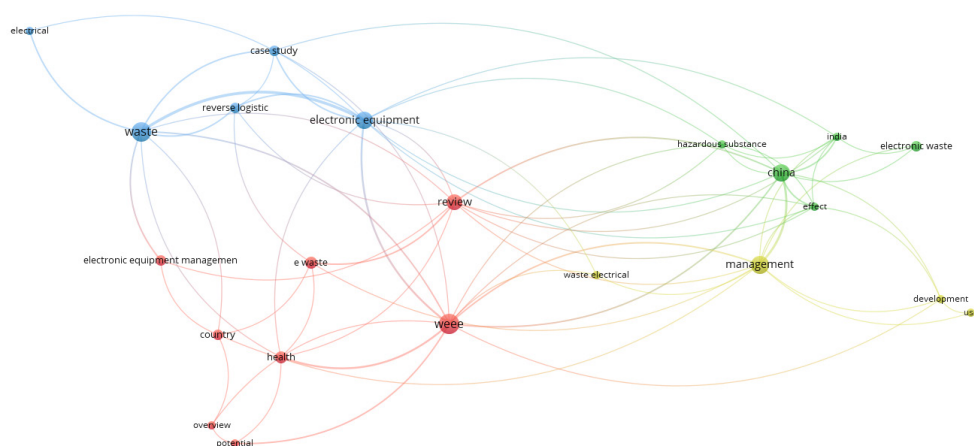 electrical
case study
reverse logistic
electronic equipment
waste
india
hazardous substance
electronic waste
china
review
effect
electronic equipment managemen
e waste
management
waste electrical
development
us
weee
country
health
overview
potential